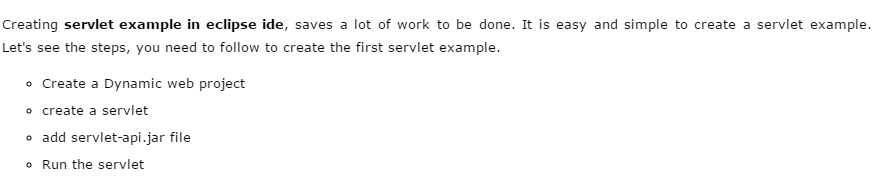 Creating servlet example in eclipse ide, saves a lot of work to be done. It is easy and simple to create a servlet example.
Let's see the steps, you need to follow to create the first servlet example.
Create a Dynamic web project
create a servlet
add servlet-api.jar file
Run the servlet